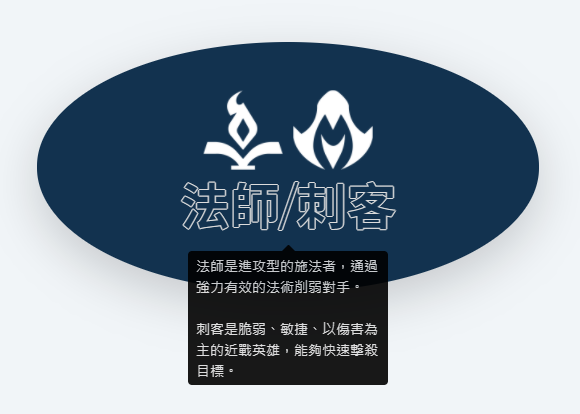 法師/刺客
法師是進攻型的施法者，通過
強力有效的法術削弱對手。
刺客是脆弱、敏捷、以傷害為
主的近戰英雄，能夠快速擊殺
目標。